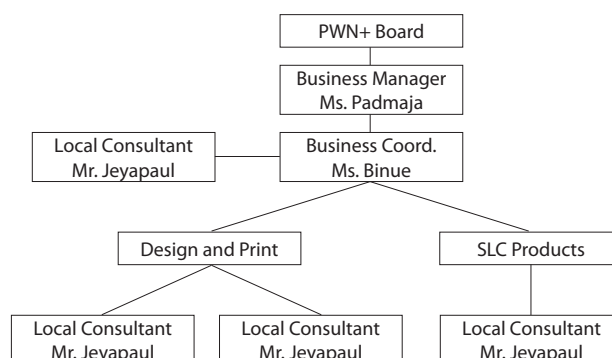 PWN+ Board
Business Manager
Ms. Padmaja
Local Consultant
Mr. Jeyapaul
Business Coord.
Ms. Binue
Design and Print
SLC Products
Local Consultant
Mr. Jeyapaul
Local Consultant
Mr. Jeyapaul
Local Consultant
Mr. Jeyapaul